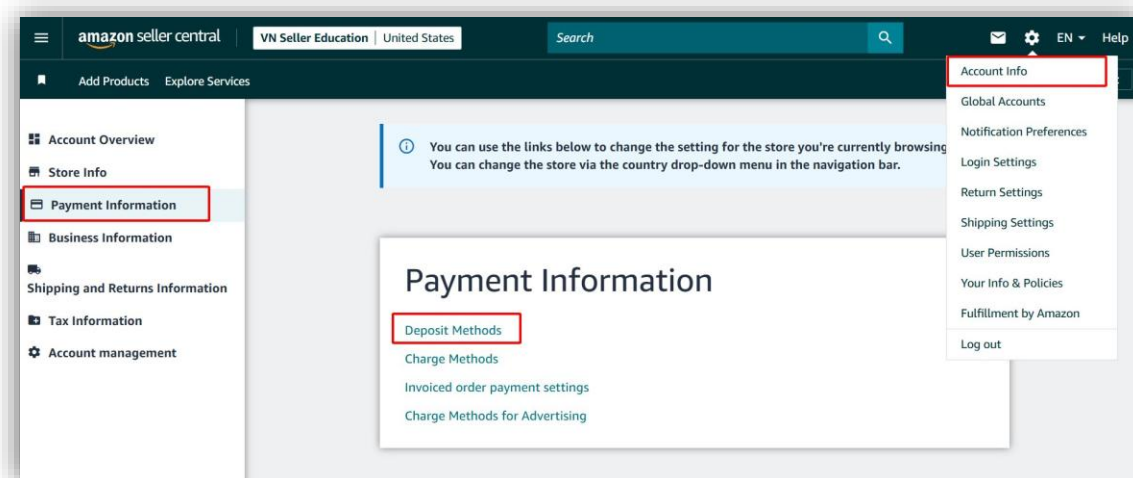 amazon seller central
VN Seller Education | United States
Search
EN
Help
Add Products
Explore Services
Account Info
Global Accounts
Notification Preferences
Login Settings
Return Settings
Shipping Settings
User Permissions
Your Info & Policies
Fulfillment by Amazon
Log out
Account Overview
Store Info
Payment Information
Business Information
Shipping and Returns Information
Tax Information
Account management
You can use the links below to change the setting for the store you're currently browsing
You can change the store via the country drop-down menu in the navigation bar.
Payment Information
Deposit Methods
Charge Methods
Invoiced order payment settings
Charge Methods for Advertising